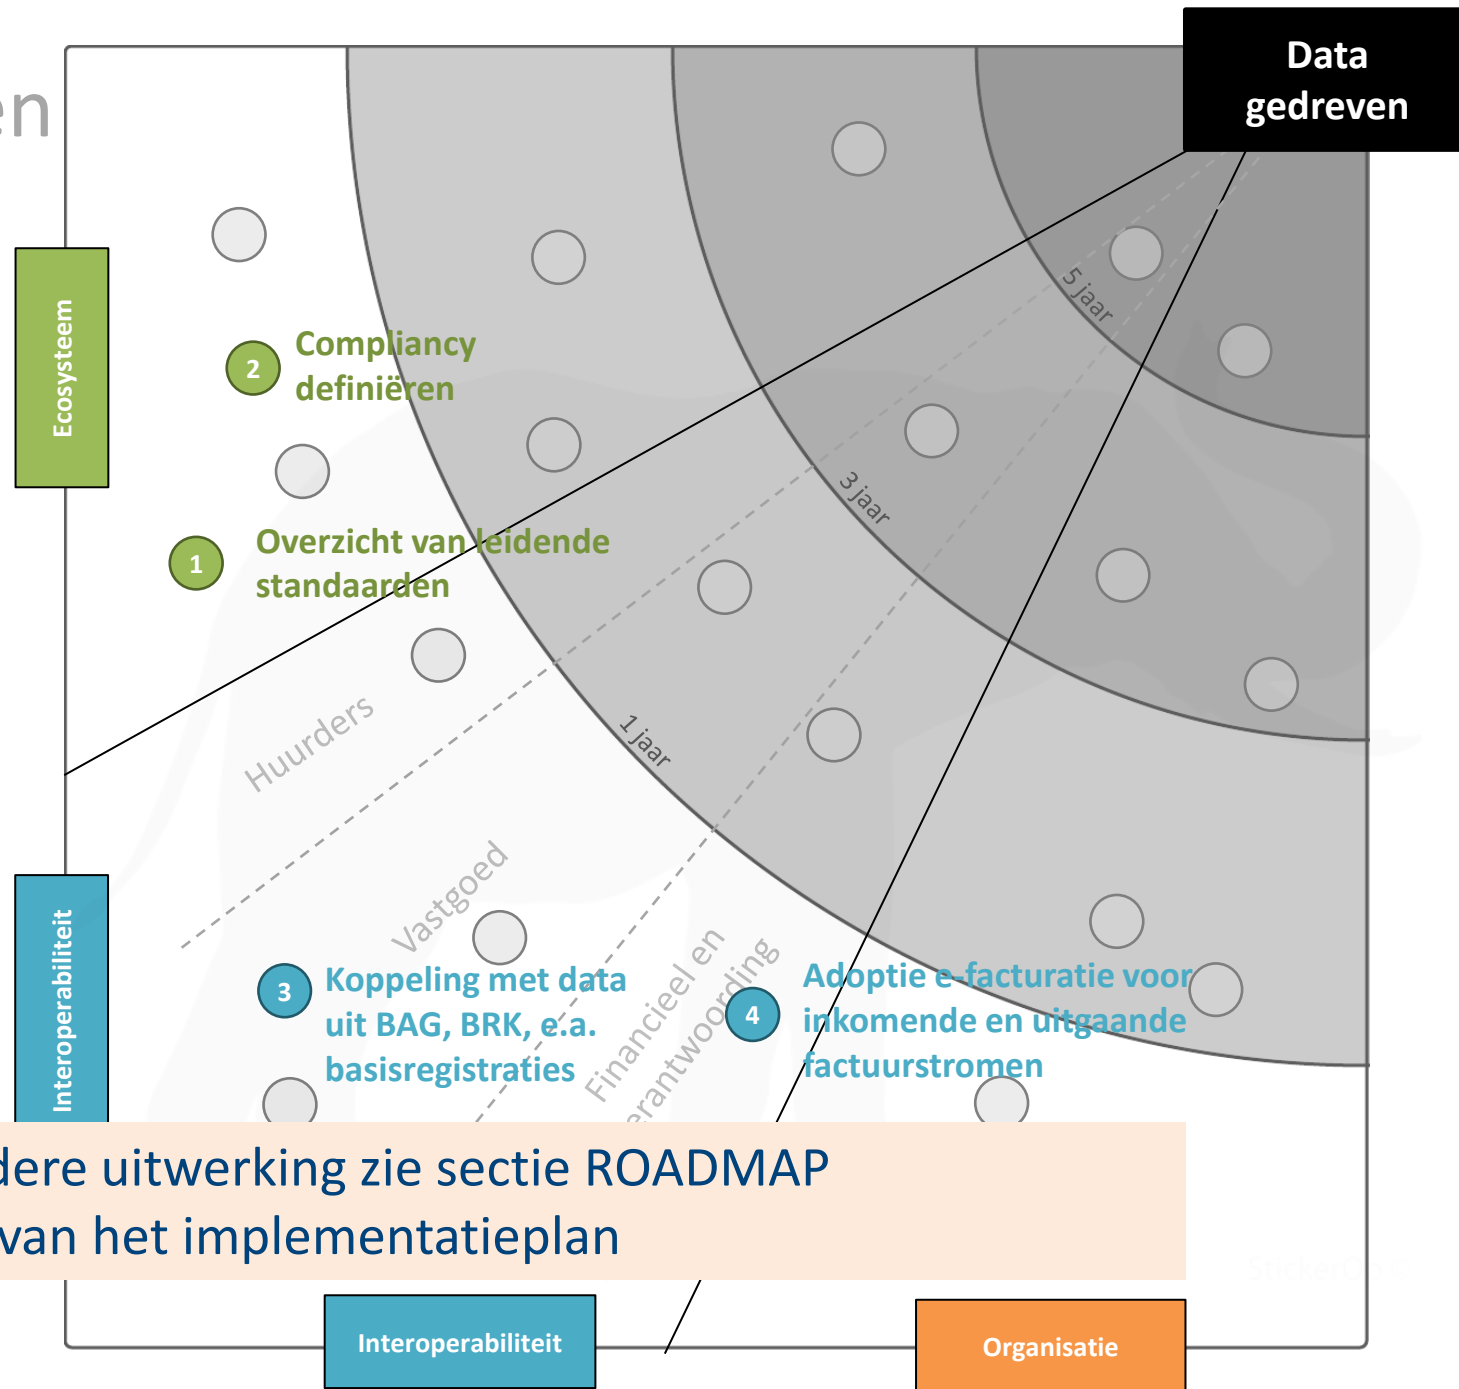 Data
gedreven
en
5 jaar
Ecosysteem
2
Compliancy
definiëren
3 jaar
1
Overzicht van leidende
standaarden
Huurders
1 jaar
Vastgoed
Interoperabiliteit
Financieel en
3
Koppeling met data
uit BAG, BRK, e.a.
basisregistraties
4
Adoptie e-facturatie voor
inkomende en uitgaande
factuurstromen
dere uitwerking zie sectie ROADMAP
van het implementatieplan
Interoperabiliteit
Organisatie